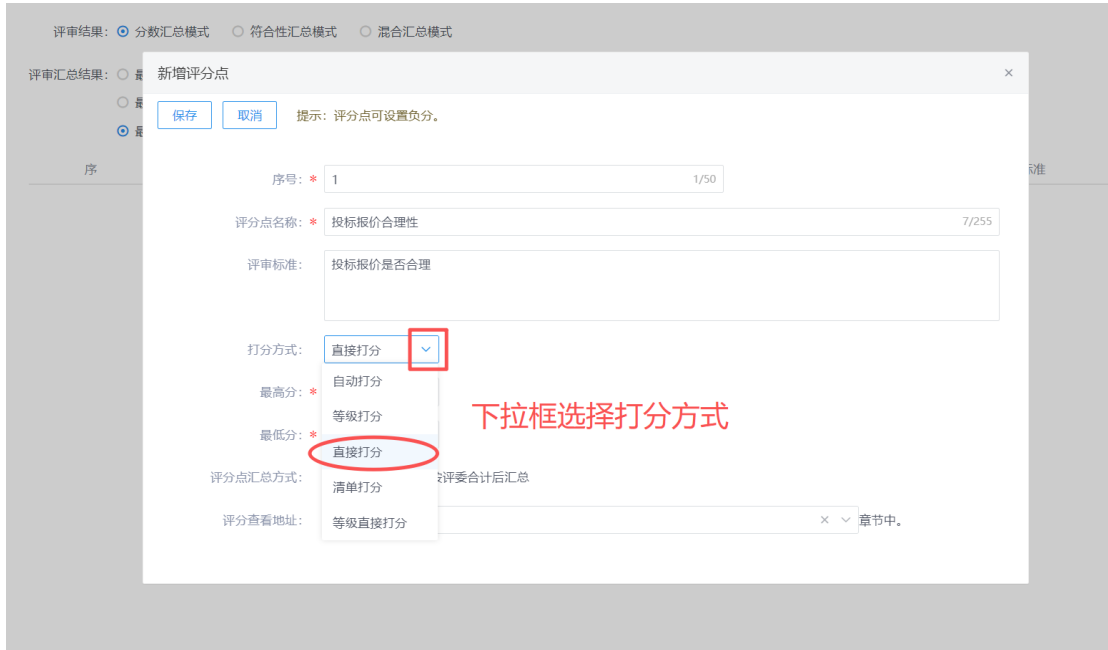 评审结果： 分数汇总模式 符合性汇总模式 混合汇总模式
评审汇总结果： 最
最
最
序
标准
新增评分点 ×
保存 取消 提示：评分点可设置负分。
序号：* 1 1/50
评分点名称：* 投标报价合理性 7/255
评审标准： 投标报价是否合理
打分方式： 直接打分
自动打分
最高分：*
等级打分
下拉框选择打分方式
最低分：*
直接打分
评分点汇总方式： 评委合计后汇总
清单打分
评分查看地址： × 章节中。
等级直接打分